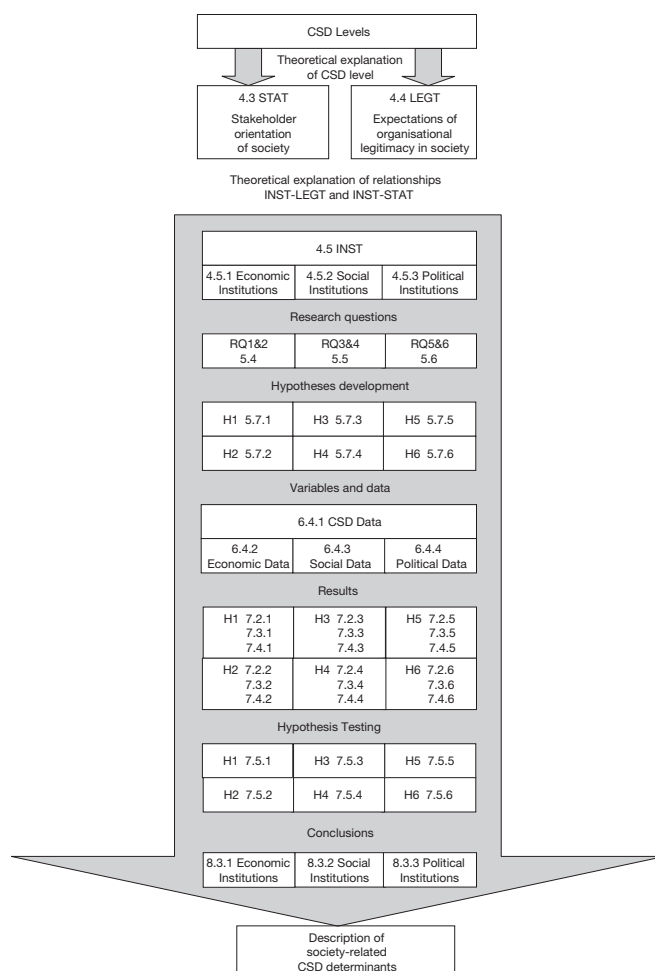 CSD Levels
Theoretical explanation
of CSD level
4.3 STAT
Stakeholder
orientation
of society
4.4 LEGT
Expectations of
organisational
legitimacy in society
Theoretical explanation of relationships
INST-LEGT and INST-STAT
4.5 INST
4.5.1 Economic
Institutions
4.5.2 Social
Institutions
4.5.3 Political
Institutions
Research questions
RQ1&2
5.4
RQ3&4
5.5
RQ5&6
5.6
Hypotheses development
H1 5.7.1
H3 5.7.3
H5 5.7.5
H2 5.7.2
H4 5.7.4
H6 5.7.6
Variables and data
6.4.1 CSD Data
6.4.2
Economic Data
6.4.3
Social Data
6.4.4
Political Data
Results
H1 7.2.1
7.3.1
7.4.1
H3 7.2.3
7.3.3
7.4.3
H5 7.2.5
7.3.5
7.4.5
H2 7.2.2
7.3.2
7.4.2
H4 7.2.4
7.3.4
7.4.4
H6 7.2.6
7.3.6
7.4.6
Hypothesis Testing
H1 7.5.1
H3 7.5.3
H5 7.5.5
H2 7.5.2
H4 7.5.4
H6 7.5.6
Conclusions
8.3.1 Economic
Institutions
8.3.2 Social
Institutions
8.3.3 Political
Institutions
Description of
society-related
CSD determinants